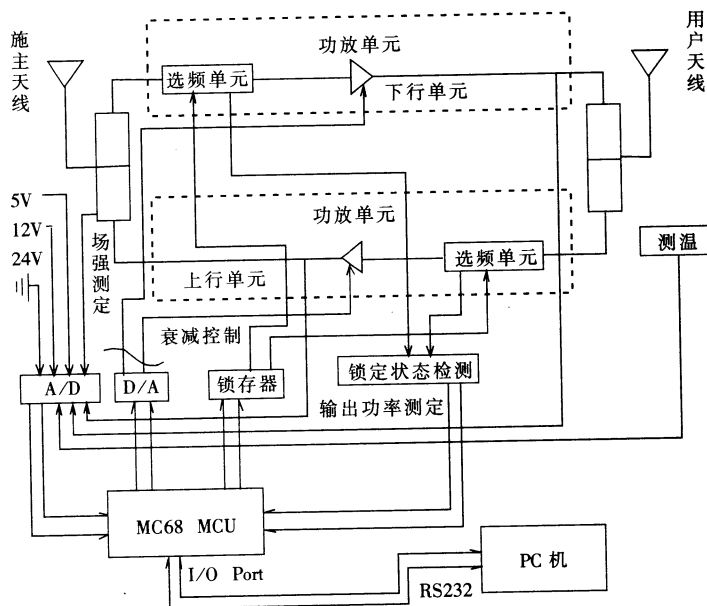 施主天线
用户天线
功放单元
选频单元
下行单元
5V
12V
24V
场强测定
功放单元
上行单元
选频单元
测温
衰减控制
A/D
D/A
锁存器
锁定状态检测
输出功率测定
MC68 MCU
I/O Port
RS232
PC 机